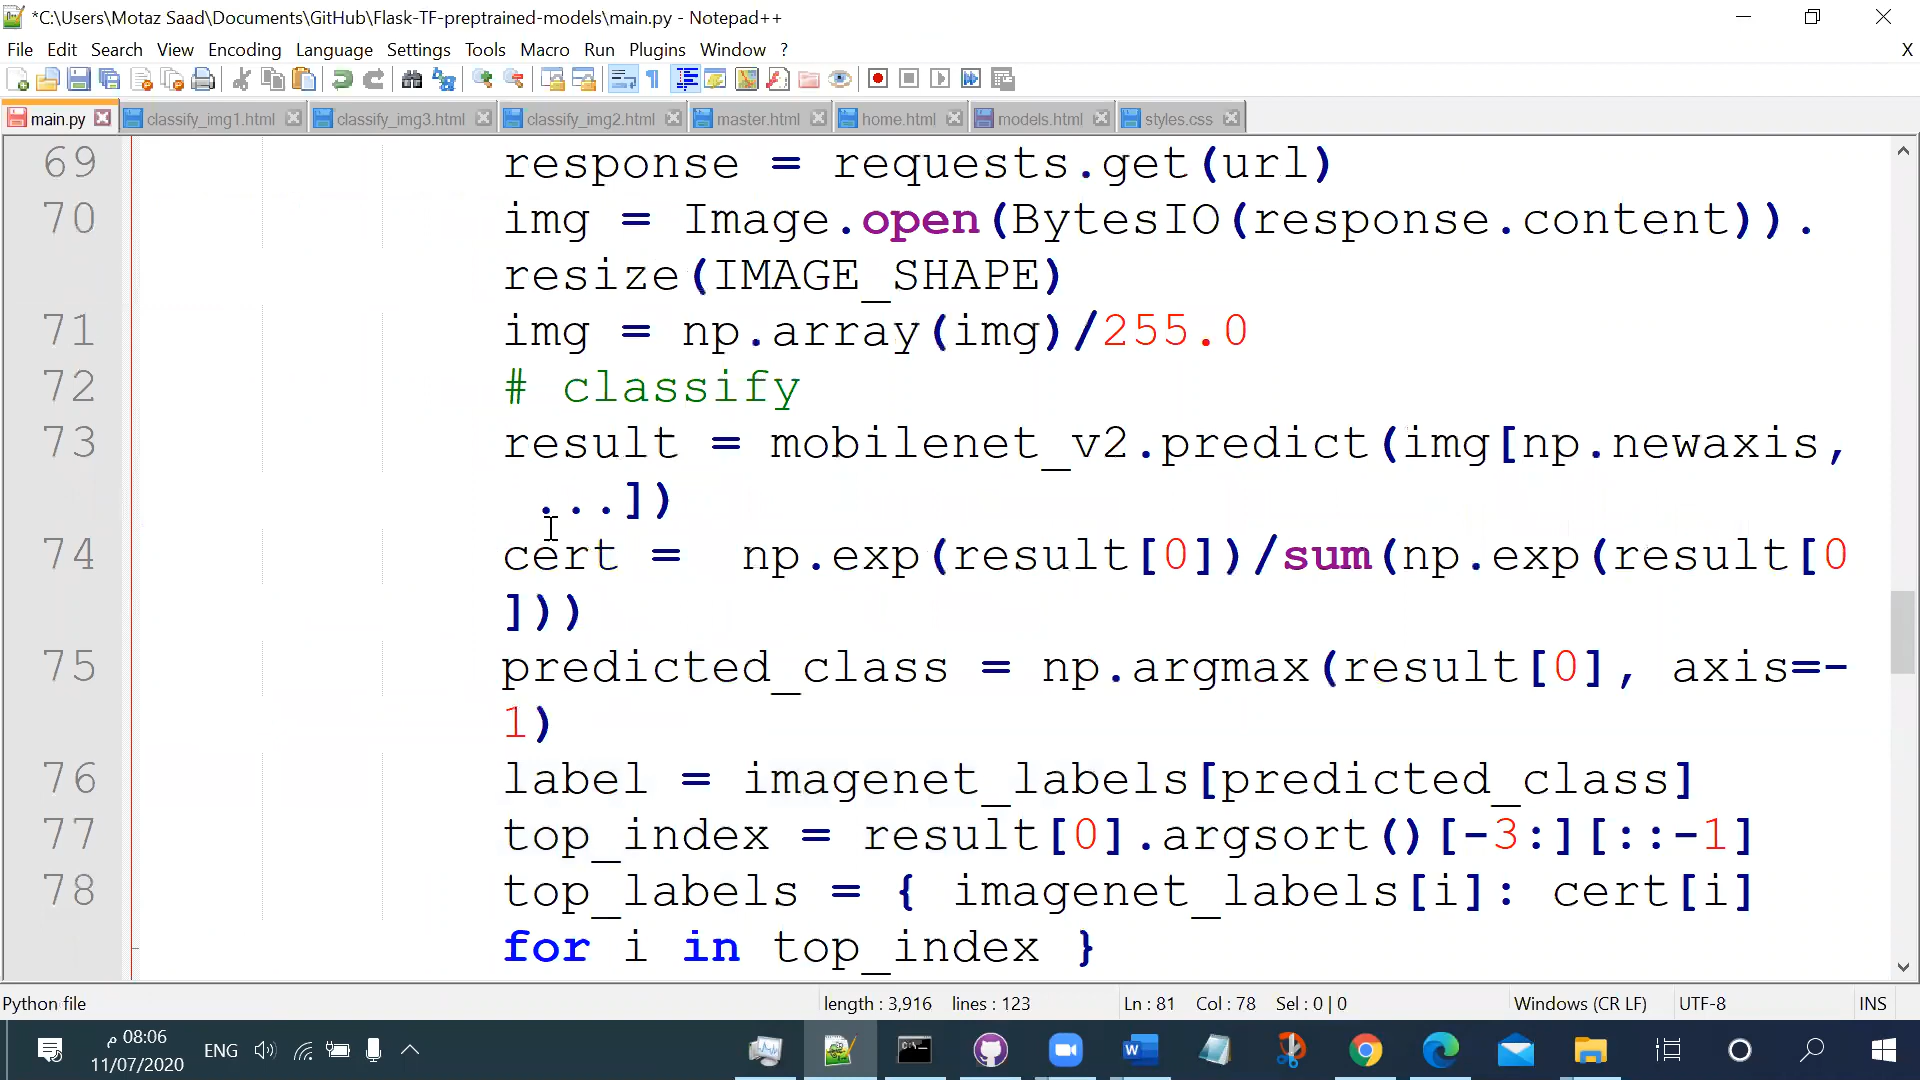 *C:\Users\Motaz Saad\Documents\GitHub\Flask-TF-preptrained-models\main.py - Notepad++
File Edit Search View Encoding Language Settings Tools Macro Run Plugins Window ? X
main.py classify_img1.html classify_img3.html classify_img2.html master.html home.html models.html styles.css
69 response = requests.get(url)
70 img = Image.open(BytesIO(response.content)).
resize(IMAGE_SHAPE)
71 img = np.array(img)/255.0
72 # classify
73 result = mobilenet_v2.predict(img[np.newaxis,
...])
74 cert =  np.exp(result[0])/sum(np.exp(result[0
]))
75 predicted_class = np.argmax(result[0], axis=-
1)
76 label = imagenet_labels[predicted_class]
77 top_index = result[0].argsort()[-3:][::-1]
78 top_labels = { imagenet_labels[i]: cert[i]
for i in top_index }
Python file length : 3,916 lines : 123 Ln : 81 Col : 78 Sel : 0 | 0 Windows (CR LF) UTF-8 INS
08:06 م
11/07/2020
ENG